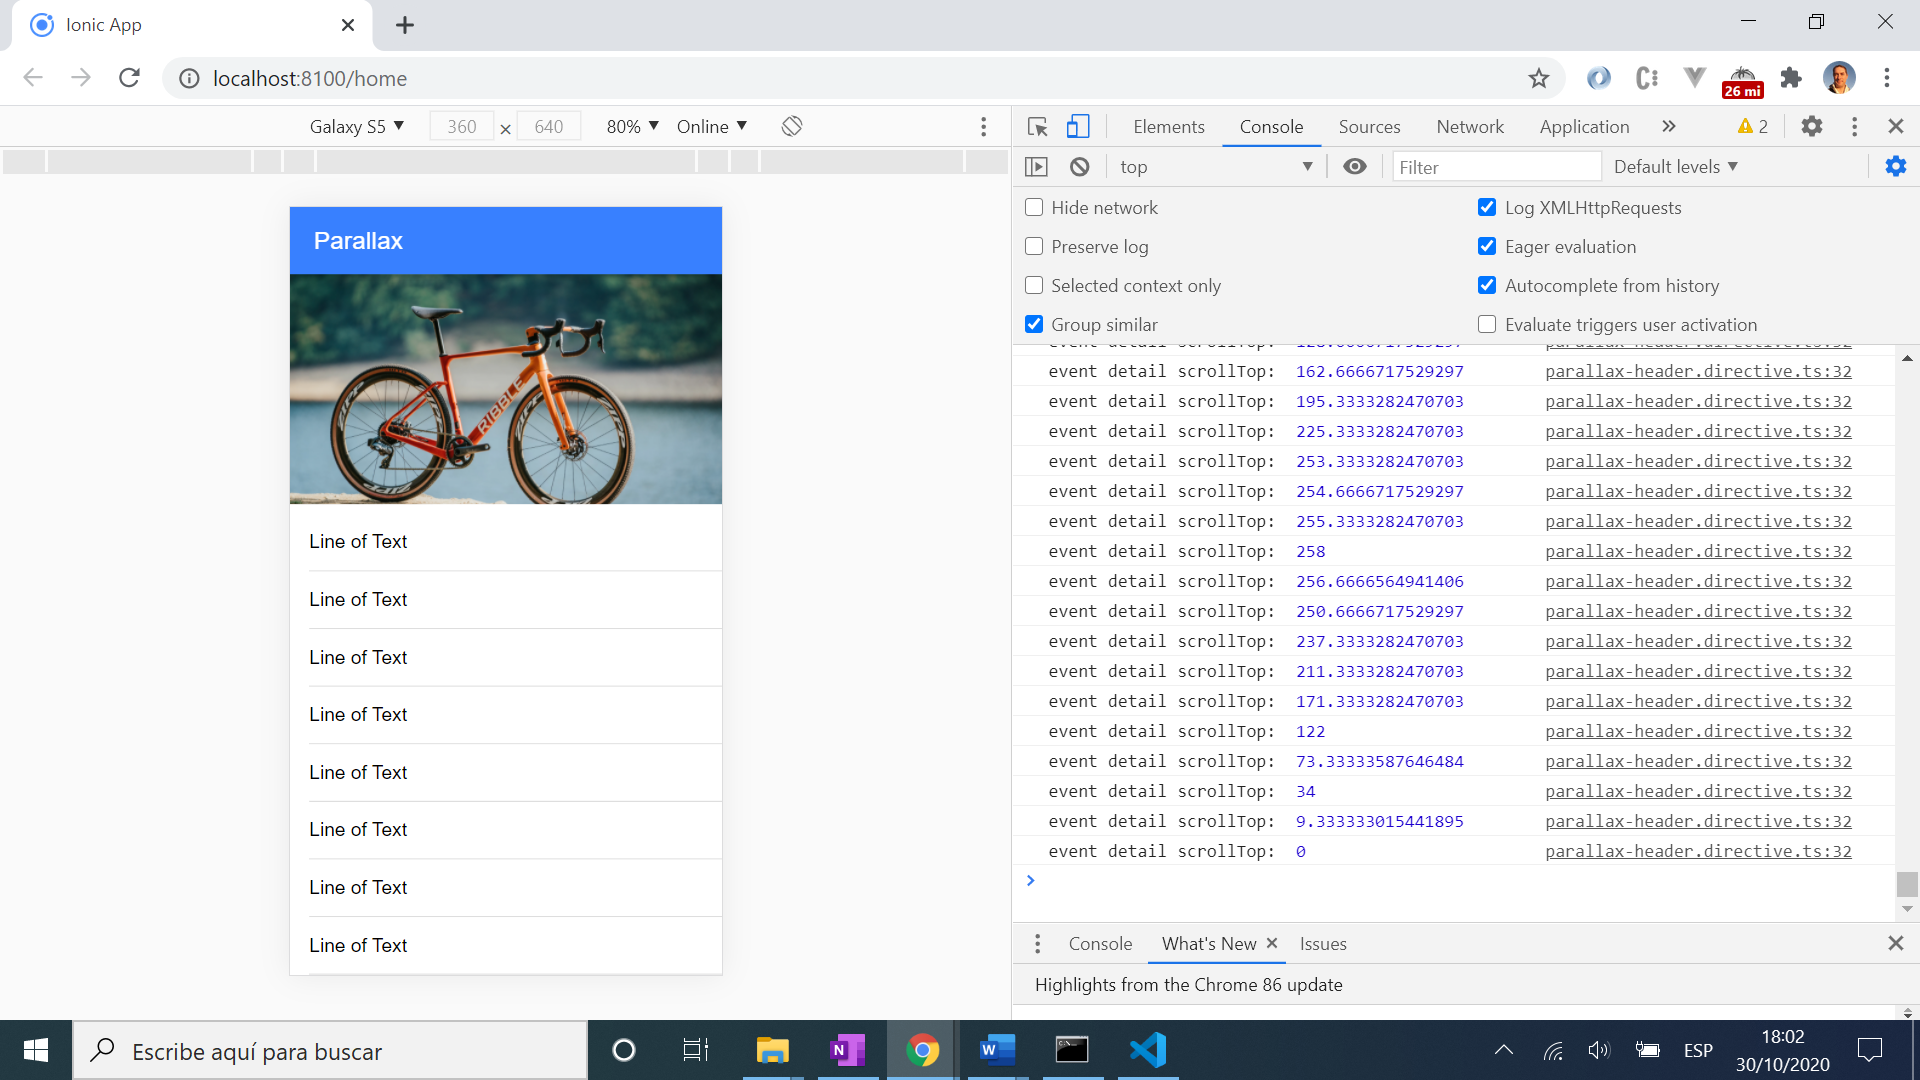 Ionic App
localhost:8100/home
26 mi
Galaxy S5
360 × 640
80%
Online
Elements
Console
Sources
Network
Application
2
top
Filter
Default levels
Hide network
Log XMLHttpRequests
Preserve log
Eager evaluation
Selected context only
Autocomplete from history
Group similar
Evaluate triggers user activation
Parallax
RIBBLE
Line of Text
Line of Text
Line of Text
Line of Text
Line of Text
Line of Text
Line of Text
Line of Text
event detail scrollTop: parallax-header.directive.ts:32
event detail scrollTop: 162.6666717529297 parallax-header.directive.ts:32
event detail scrollTop: 195.3333282470703 parallax-header.directive.ts:32
event detail scrollTop: 225.3333282470703 parallax-header.directive.ts:32
event detail scrollTop: 253.3333282470703 parallax-header.directive.ts:32
event detail scrollTop: 254.6666717529297 parallax-header.directive.ts:32
event detail scrollTop: 255.3333282470703 parallax-header.directive.ts:32
event detail scrollTop: 258 parallax-header.directive.ts:32
event detail scrollTop: 256.6666564941406 parallax-header.directive.ts:32
event detail scrollTop: 250.6666717529297 parallax-header.directive.ts:32
event detail scrollTop: 237.3333282470703 parallax-header.directive.ts:32
event detail scrollTop: 211.3333282470703 parallax-header.directive.ts:32
event detail scrollTop: 171.3333282470703 parallax-header.directive.ts:32
event detail scrollTop: 122 parallax-header.directive.ts:32
event detail scrollTop: 73.33333587646484 parallax-header.directive.ts:32
event detail scrollTop: 34 parallax-header.directive.ts:32
event detail scrollTop: 9.333333015441895 parallax-header.directive.ts:32
event detail scrollTop: 0 parallax-header.directive.ts:32
Console
What's New
Issues
Highlights from the Chrome 86 update
Escribe aquí para buscar
ESP
18:02
30/10/2020